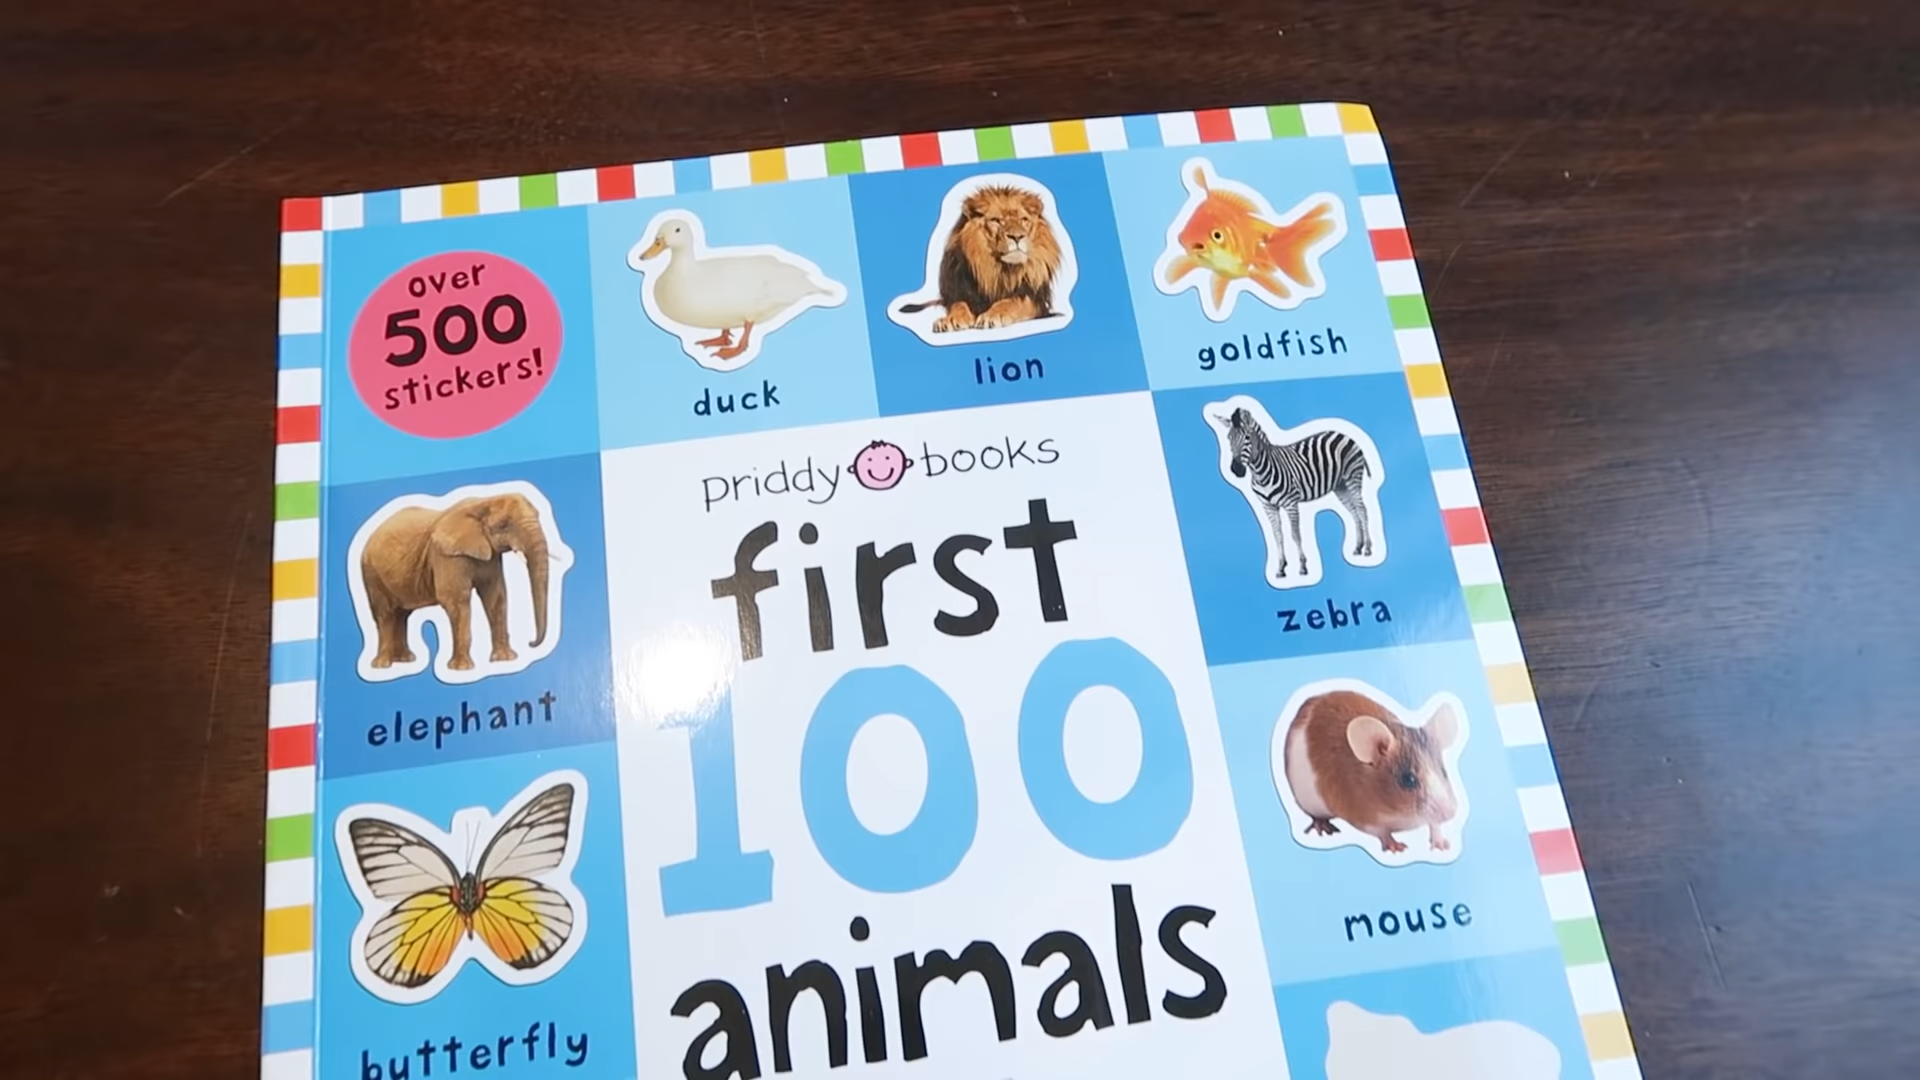 over
500
stickers!
duck
lion
goldfish
priddy books
first
100
animals
elephant
zebra
butterfly
mouse